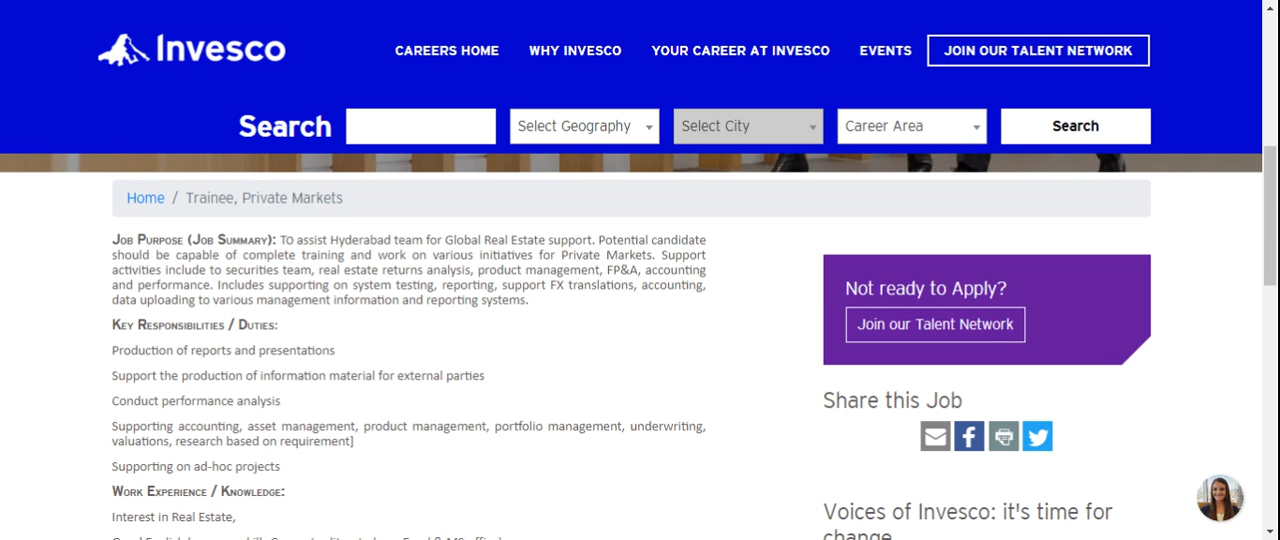 Invesco
CAREERS HOME WHY INVESCO YOUR CAREER AT INVESCO EVENTS JOIN OUR TALENT NETWORK
Search Select Geography Select City Career Area Search
Home / Trainee, Private Markets
Job Purpose (Job Summary): To assist Hyderabad team for Global Real Estate support. Potential candidate
should be capable of complete training and work on various initiatives for Private Markets. Support
activities include to securities team, real estate returns analysis, product management, FP&A, accounting
and performance. Includes supporting on system testing, reporting, support FX translations, accounting,
data uploading to various management information and reporting systems.
Key Responsibilities / Duties:
Production of reports and presentations
Support the production of information material for external parties
Conduct performance analysis
Supporting accounting, asset management, product management, portfolio management, underwriting,
valuations, research based on requirement]
Supporting on ad-hoc projects
Work Experience / Knowledge:
Interest in Real Estate,
Not ready to Apply?
Join our Talent Network
Share this Job
Voices of Invesco: it's time for
change